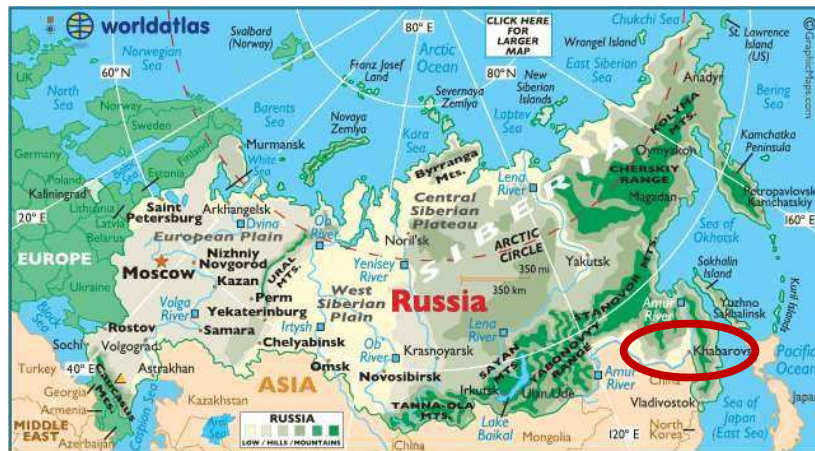 worldatlas
Svalbard
(Norway)
80° E
Arctic
Ocean
CLICK HERE
FOR
LARGER
MAP
Wrangel Island
Chukchi Sea
St. Lawrence
Island
(US)
©GraphicMaps.com
Norwegian
Sea
60° N
Franz Josef
Land
Severnaya
Zemlya
80° N
New
Siberian
Islands
East Siberian
Sea
Anadyr
Bering
Sea
UK
North
Sea
Norway
Sweden
Finland
Barents
Sea
Novaya
Zemlya
Kara
Sea
Laptev
Sea
KOLYMA
MTS.
Kamchatka
Peninsula
Germany
Poland
Estonia
Murmansk
White
Sea
Byrranga
Mts.
Lena
River
Oymyakon
CHERSKIY
RANGE
Petropavlovsk
Kamchatskiy
Kaliningrad
20° E
Lithuania
Latvia
Belarus
Saint
Petersburg
Arkhangelsk
Dvina
Ob
River
Central
Siberian
Plateau
SIBERIA
Magadan
160° E
European Plain
Noril'sk
ARCTIC
CIRCLE
Sea of
Okhotsk
EUROPE
Moscow
Nizhniy
Novgorod
Kazan
URAL
MTS.
Yenisey
River
350 mi
350 km
Yakutsk
STANOVOY MTS.
Sakhalin
Island
Kuril Islands
Ukraine
Volga
River
Perm
Yekaterinburg
West
Siberian
Plain
Russia
Amur
River
Yuzhno
Sakhalinsk
Black
Sea
Rostov
Samara
Irtysh
Lena
River
Sochi
Volgograd
Chelyabinsk
Ob'
River
Krasnoyarsk
SAYAN
MTS.
YABONOVYY
RANGE
Khabarovs
Pacific
Ocean
Turkey
40° E
Astrakhan
Omsk
Novosibirsk
Irkutsk
Ulan Ude
Amur
River
China
Caucasus
Mts.
Caspian Sea
ASIA
Georgia
Armenia
Azerbaijan
MIDDLE
EAST
Aral
Sea
RUSSIA
LOW / HILLS / MOUNTAINS
TANNA-OLA
MTS.
China
Lake
Baikal
Mongolia
Vladivostok
120° E
North
Korea
Sea of
Japan
(East Sea)
Japan